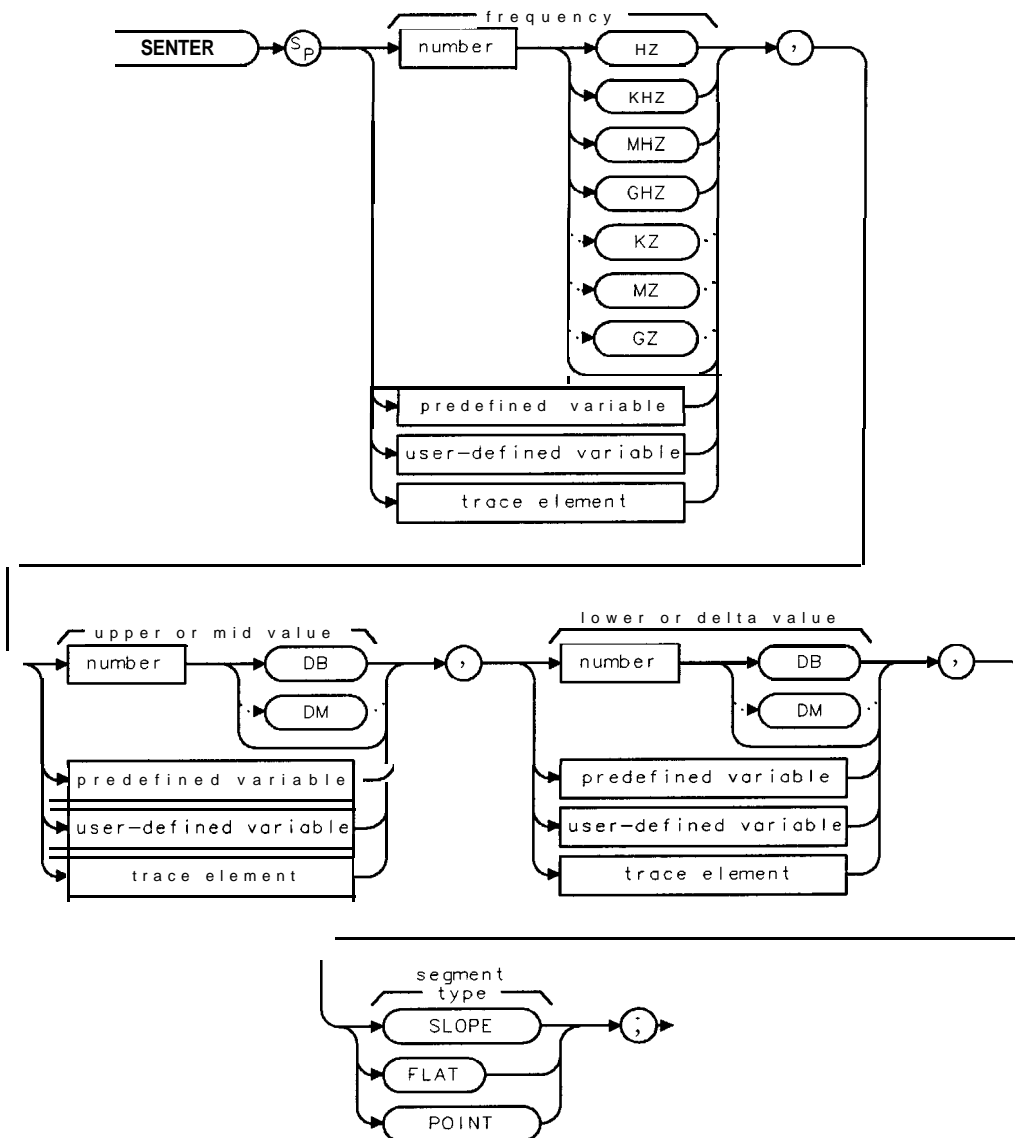 frequency
SENTER SP number HZ ,
KHZ
MHZ
GHZ
KZ
MZ
GZ
predefined variable
user-defined variable
trace element
upper or mid value
number DB ,
DM
predefined variable
user-defined variable
trace element
lower or delta value
number DB ,
DM
predefined variable
user-defined variable
trace element
segment
type
SLOPE ;
FLAT
POINT